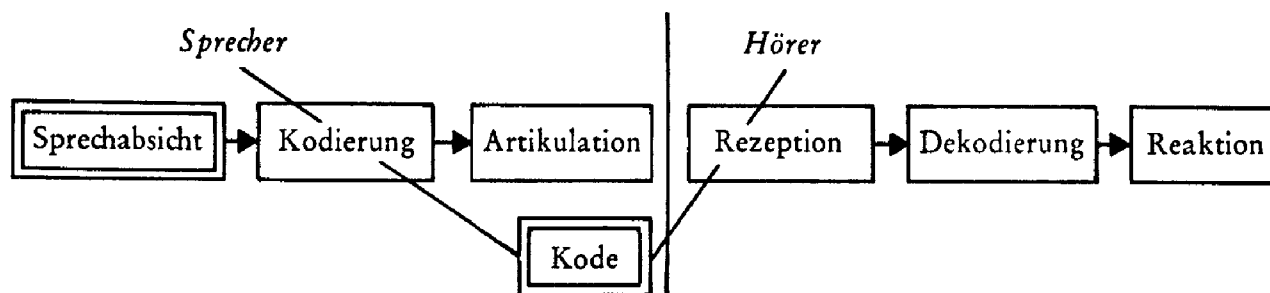 Sprecher Hörer
Sprechabsicht Kodierung Artikulation Rezeption Dekodierung Reaktion
Kode